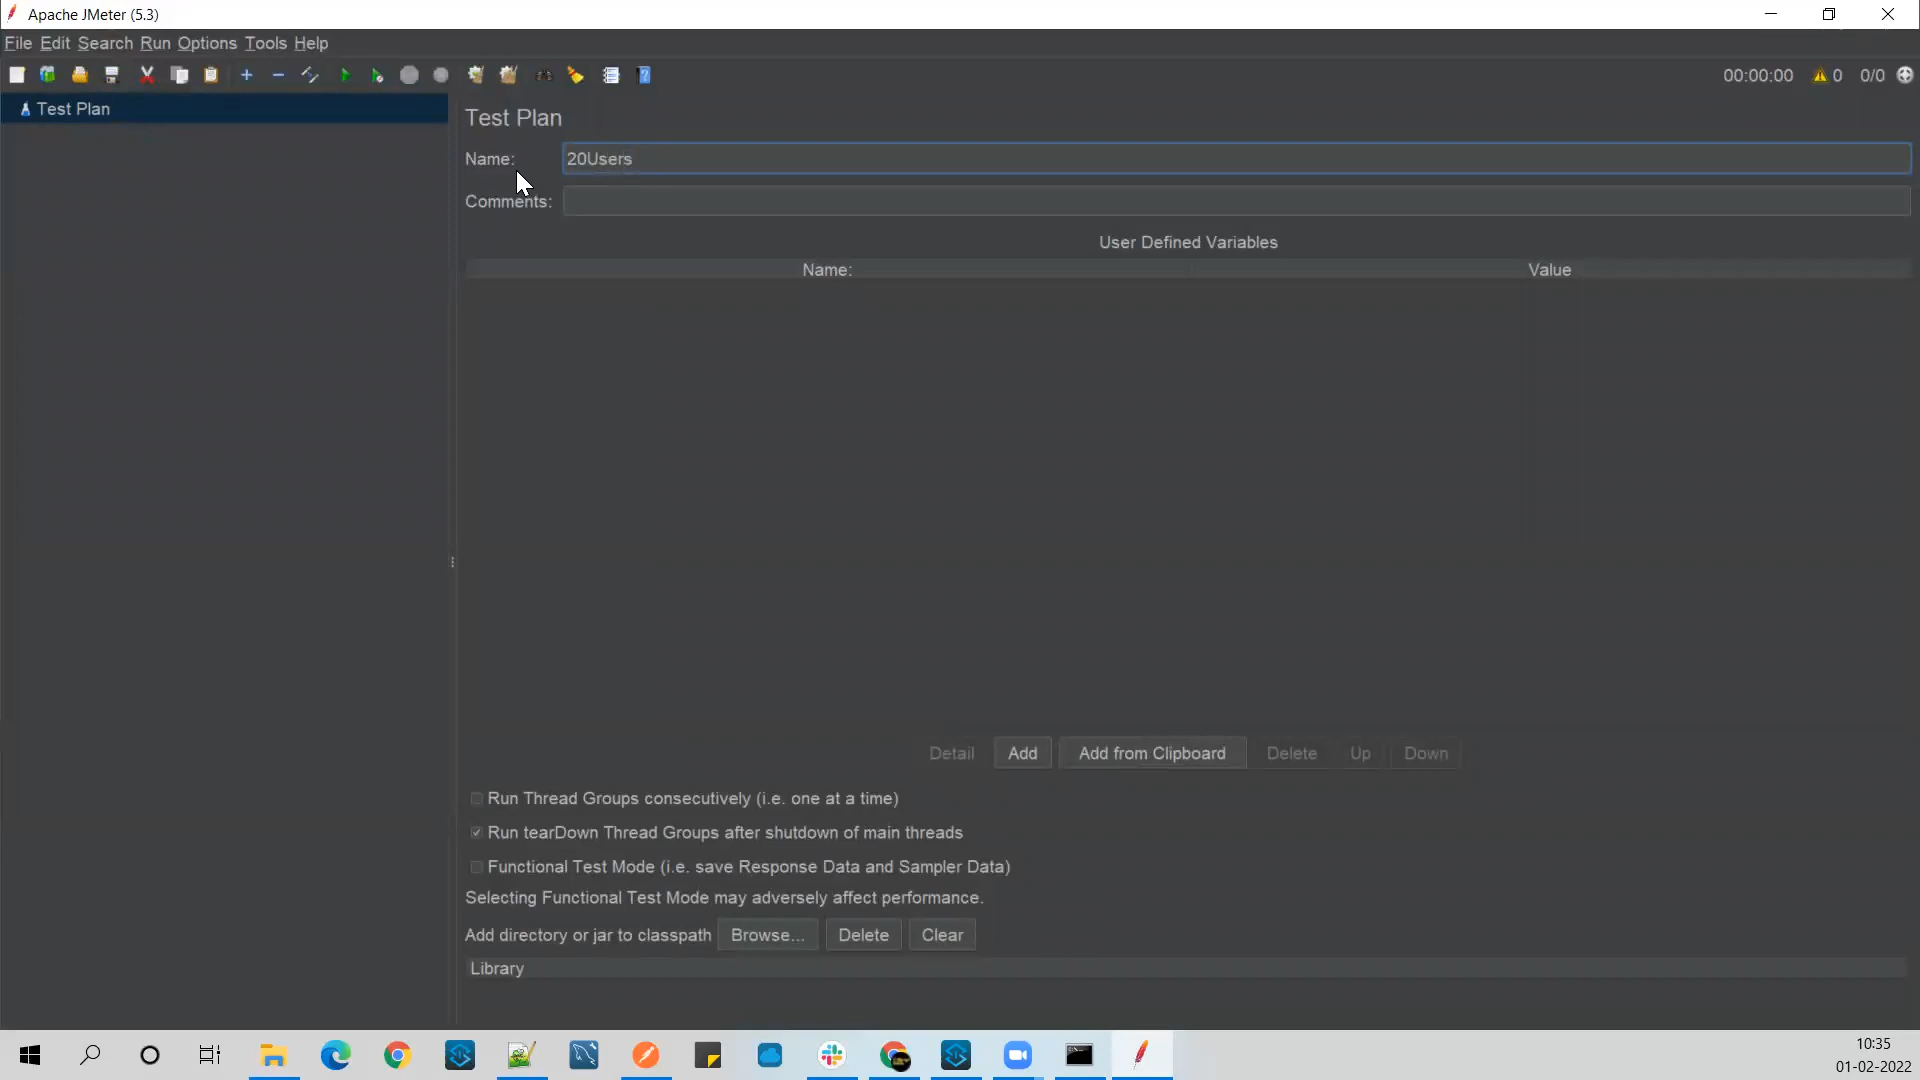 Apache JMeter (5.3)
File Edit Search Run Options Tools Help
00:00:00 0 0/0
Test Plan
Test Plan
Name: 20Users
Comments:
User Defined Variables
Name: Value
Detail Add Add from Clipboard Delete Up Down
Run Thread Groups consecutively (i.e. one at a time)
Run tearDown Thread Groups after shutdown of main threads
Functional Test Mode (i.e. save Response Data and Sampler Data)
Selecting Functional Test Mode may adversely affect performance.
Add directory or jar to classpath Browse... Delete Clear
Library
10:35
01-02-2022